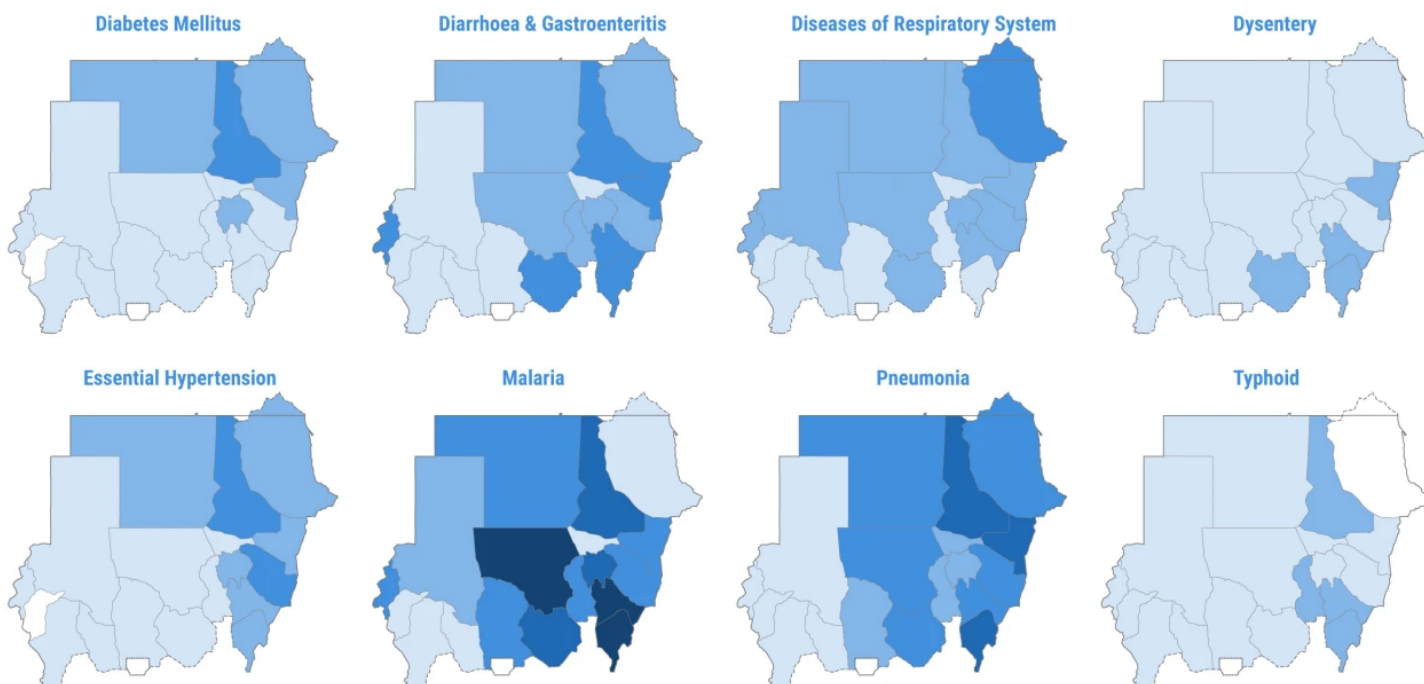 Diabetes Mellitus
Diarrhoea & Gastroenteritis
Diseases of Respiratory System
Dysentery
Essential Hypertension
Malaria
Pneumonia
Typhoid